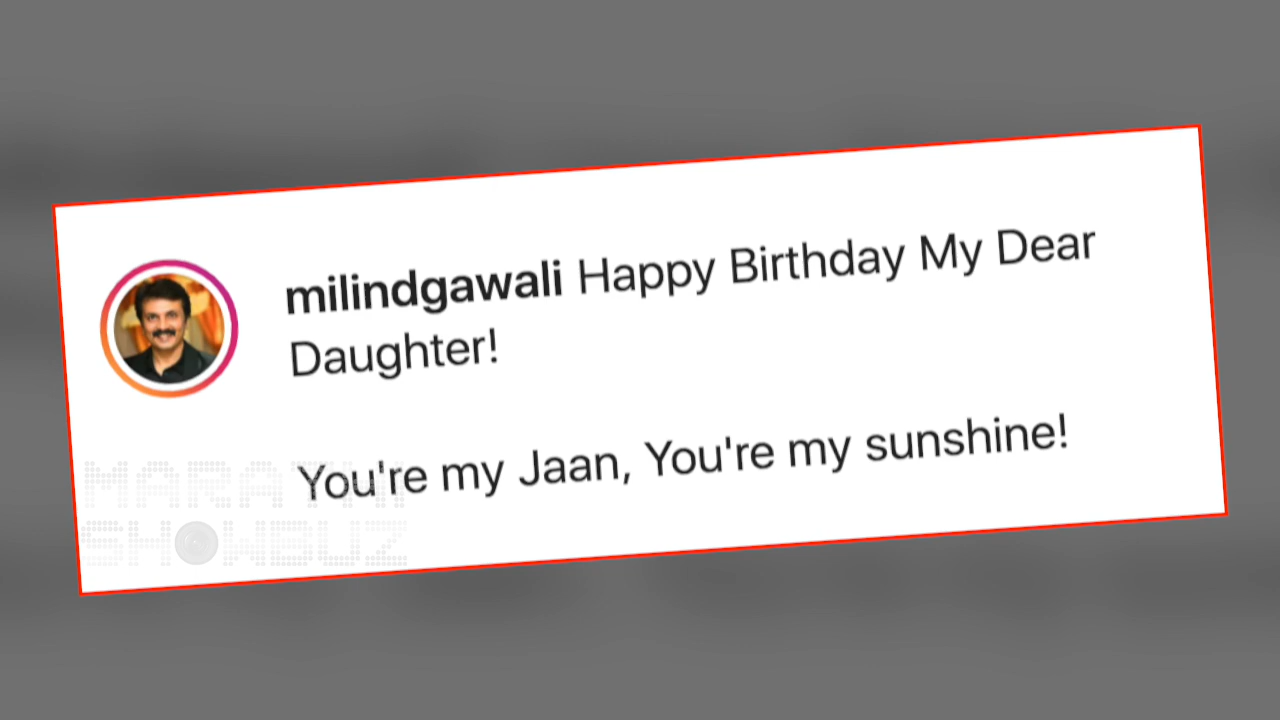 milindgawali Happy Birthday My Dear
Daughter!
You're my Jaan, You're my sunshine!
MARATHI
SHOWBUZ